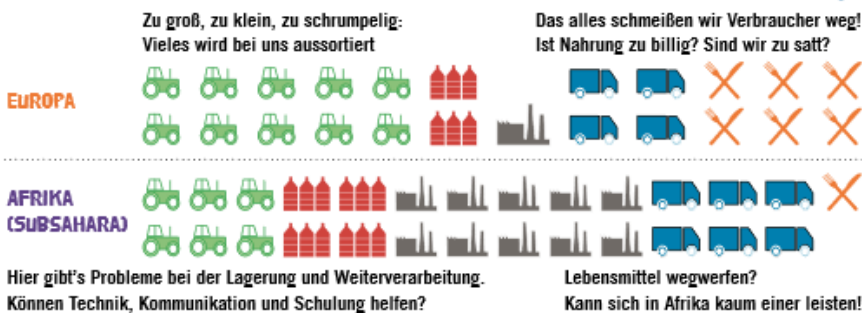 Zu groß, zu klein, zu schrumpelig:
Vieles wird bei uns aussortiert
Das alles schmeißen wir Verbraucher weg!
Ist Nahrung zu billig? Sind wir zu satt?
EUROPA
AFRIKA
(SUBSAHARA)
Hier gibt's Probleme bei der Lagerung und Weiterverarbeitung.
Können Technik, Kommunikation und Schulung helfen?
Lebensmittel wegwerfen?
Kann sich in Afrika kaum einer leisten!